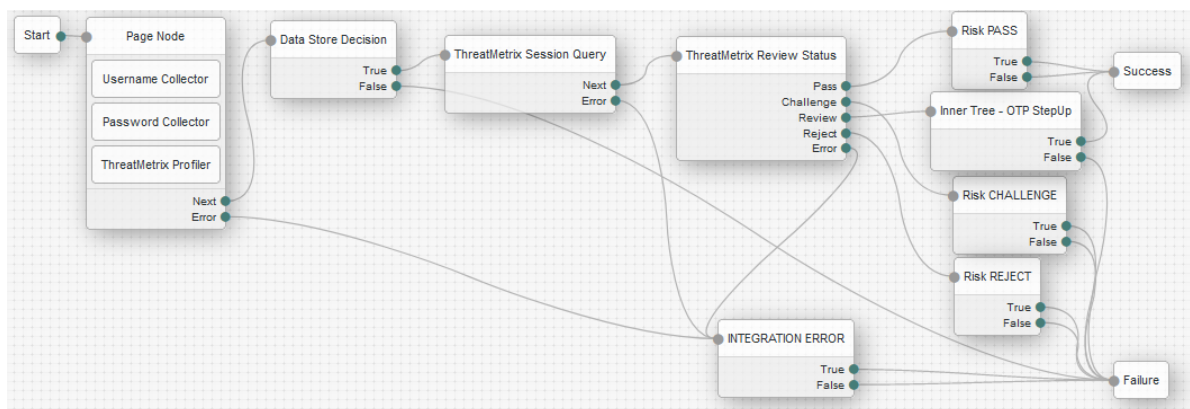 Start
Page Node
Username Collector
Password Collector
ThreatMetrix Profiler
Next
Error
Data Store Decision
True
False
ThreatMetrix Session Query
Next
Error
ThreatMetrix Review Status
Pass
Challenge
Review
Reject
Error
Risk PASS
True
False
Success
Inner Tree - OTP StepUp
True
False
Risk CHALLENGE
True
False
Risk REJECT
True
False
INTEGRATION ERROR
True
False
Failure